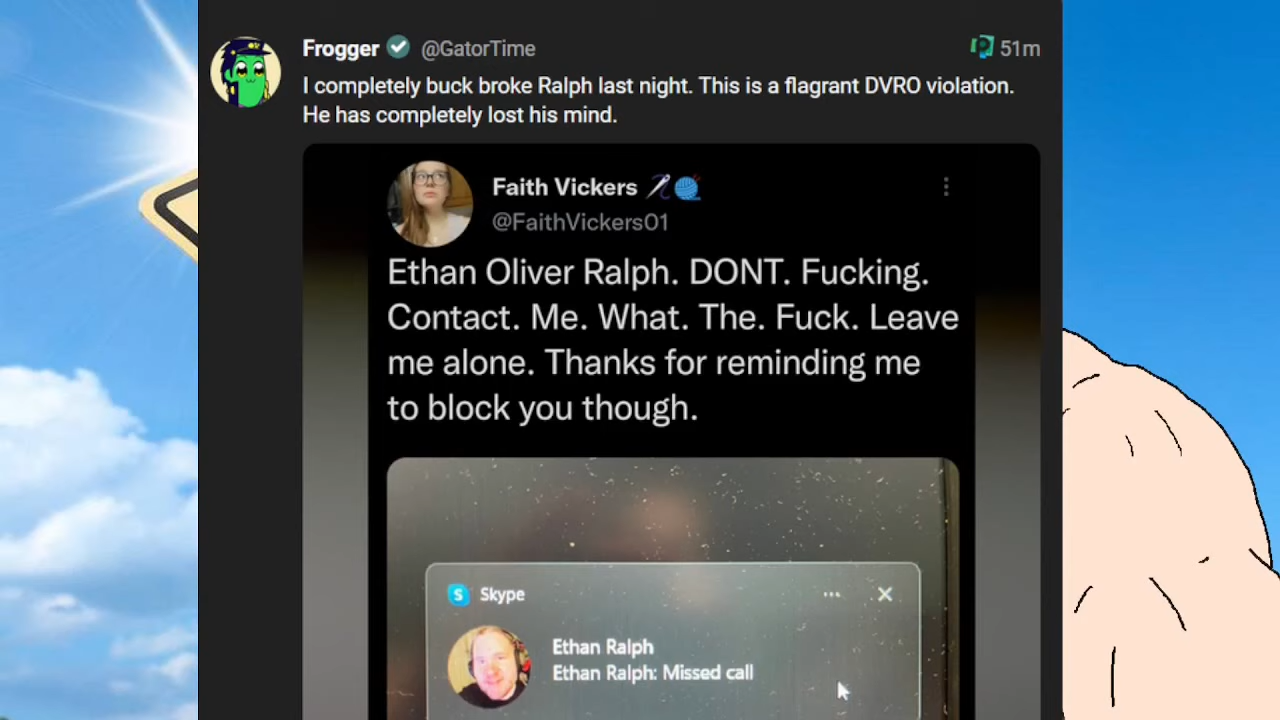 Frogger @GatorTime 51m
I completely buck broke Ralph last night. This is a flagrant DVRO violation.
He has completely lost his mind.
Faith Vickers
@FaithVickers01
Ethan Oliver Ralph. DONT. Fucking.
Contact. Me. What. The. Fuck. Leave
me alone. Thanks for reminding me
to block you though.
Skype
Ethan Ralph
Ethan Ralph: Missed call